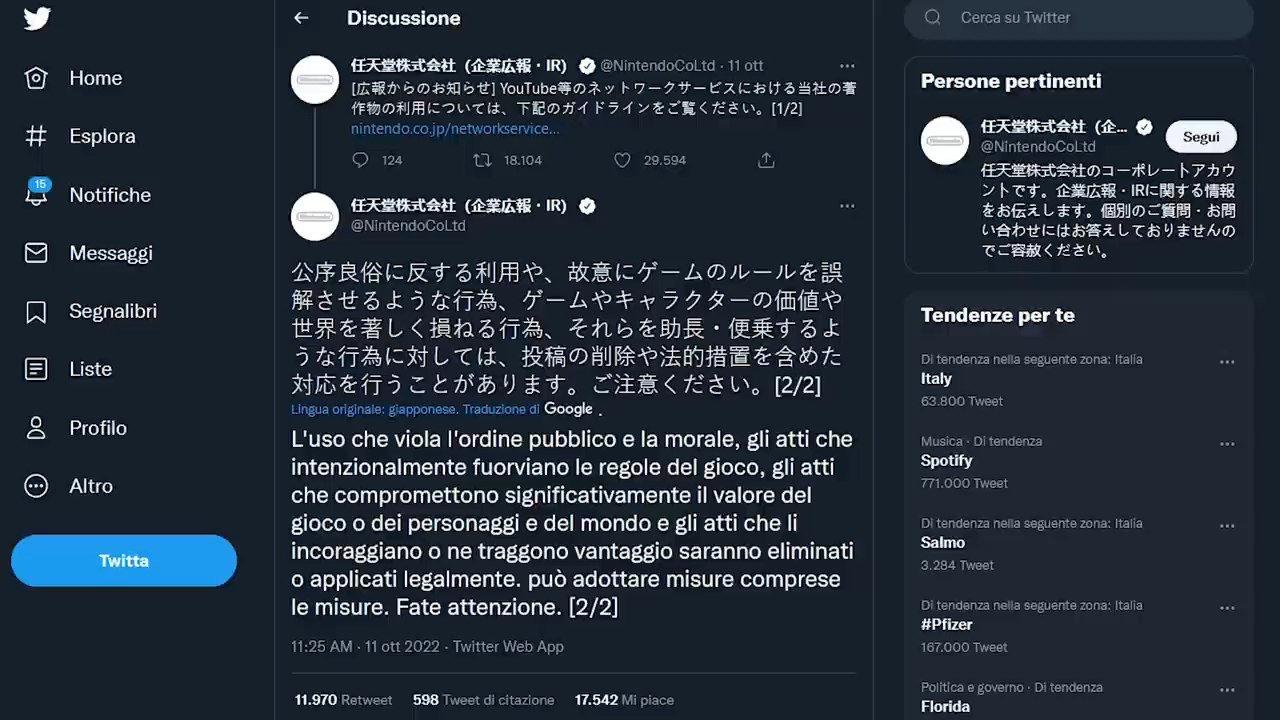 Home
Esplora
15
Notifiche
Messaggi
Segnalibri
Liste
Profilo
Altro
Twitta
Discussione
任天堂株式会社（企業広報・IR） @NintendoCoLtd · 11 ott
[広報からのお知らせ] YouTube等のネットワークサービスにおける当社の著
作物の利用については、下記のガイドラインをご覧ください。[1/2]
nintendo.co.jp/networkservice...
124 18.104 29.594
任天堂株式会社（企業広報・IR）
@NintendoCoLtd
公序良俗に反する利用や、故意にゲームのルールを誤
解させるような行為、ゲームやキャラクターの価値や
世界を著しく損ねる行為、それらを助長・便乗するよ
うな行為に対しては、投稿の削除や法的措置を含めた
対応を行うことがあります。ご注意ください。[2/2]
Lingua originale: giapponese. Traduzione di Google .
L'uso che viola l'ordine pubblico e la morale, gli atti che
intenzionalmente fuorviano le regole del gioco, gli atti
che compromettono significativamente il valore del
gioco o dei personaggi e del mondo e gli atti che li
incoraggiano o ne traggono vantaggio saranno eliminati
o applicati legalmente. può adottare misure comprese
le misure. Fate attenzione. [2/2]
11:25 AM · 11 ott 2022 · Twitter Web App
11.970 Retweet 598 Tweet di citazione 17.542 Mi piace
Cerca su Twitter
Persone pertinenti
任天堂株式会社（企...
@NintendoCoLtd
Segui
任天堂株式会社のコーポレートアカウ
ントです。企業広報・IRに関する情報
をお伝えします。個別のご質問・お問
い合わせにはお答えしておりませんの
でご容赦ください。
Tendenze per te
Di tendenza nella seguente zona: Italia
Italy
63.800 Tweet
Musica · Di tendenza
Spotify
771.000 Tweet
Di tendenza nella seguente zona: Italia
Salmo
3.284 Tweet
Di tendenza nella seguente zona: Italia
#Pfizer
167.000 Tweet
Politica e governo · Di tendenza
Florida